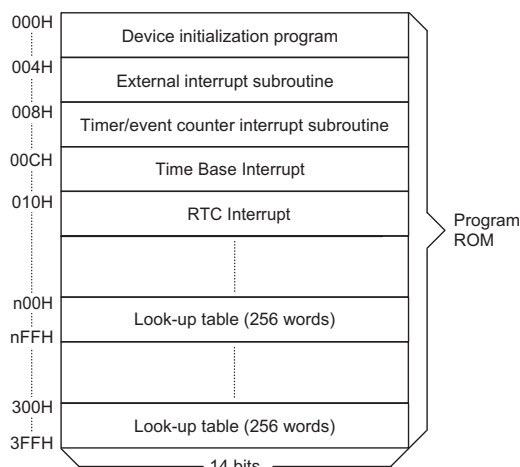 000H
Device initialization program
004H
External interrupt subroutine
008H
Timer/event counter interrupt subroutine
00CH
Time Base Interrupt
010H
RTC Interrupt
Program
ROM
n00H
Look-up table (256 words)
nFFH
300H
Look-up table (256 words)
3FFH
14 bits